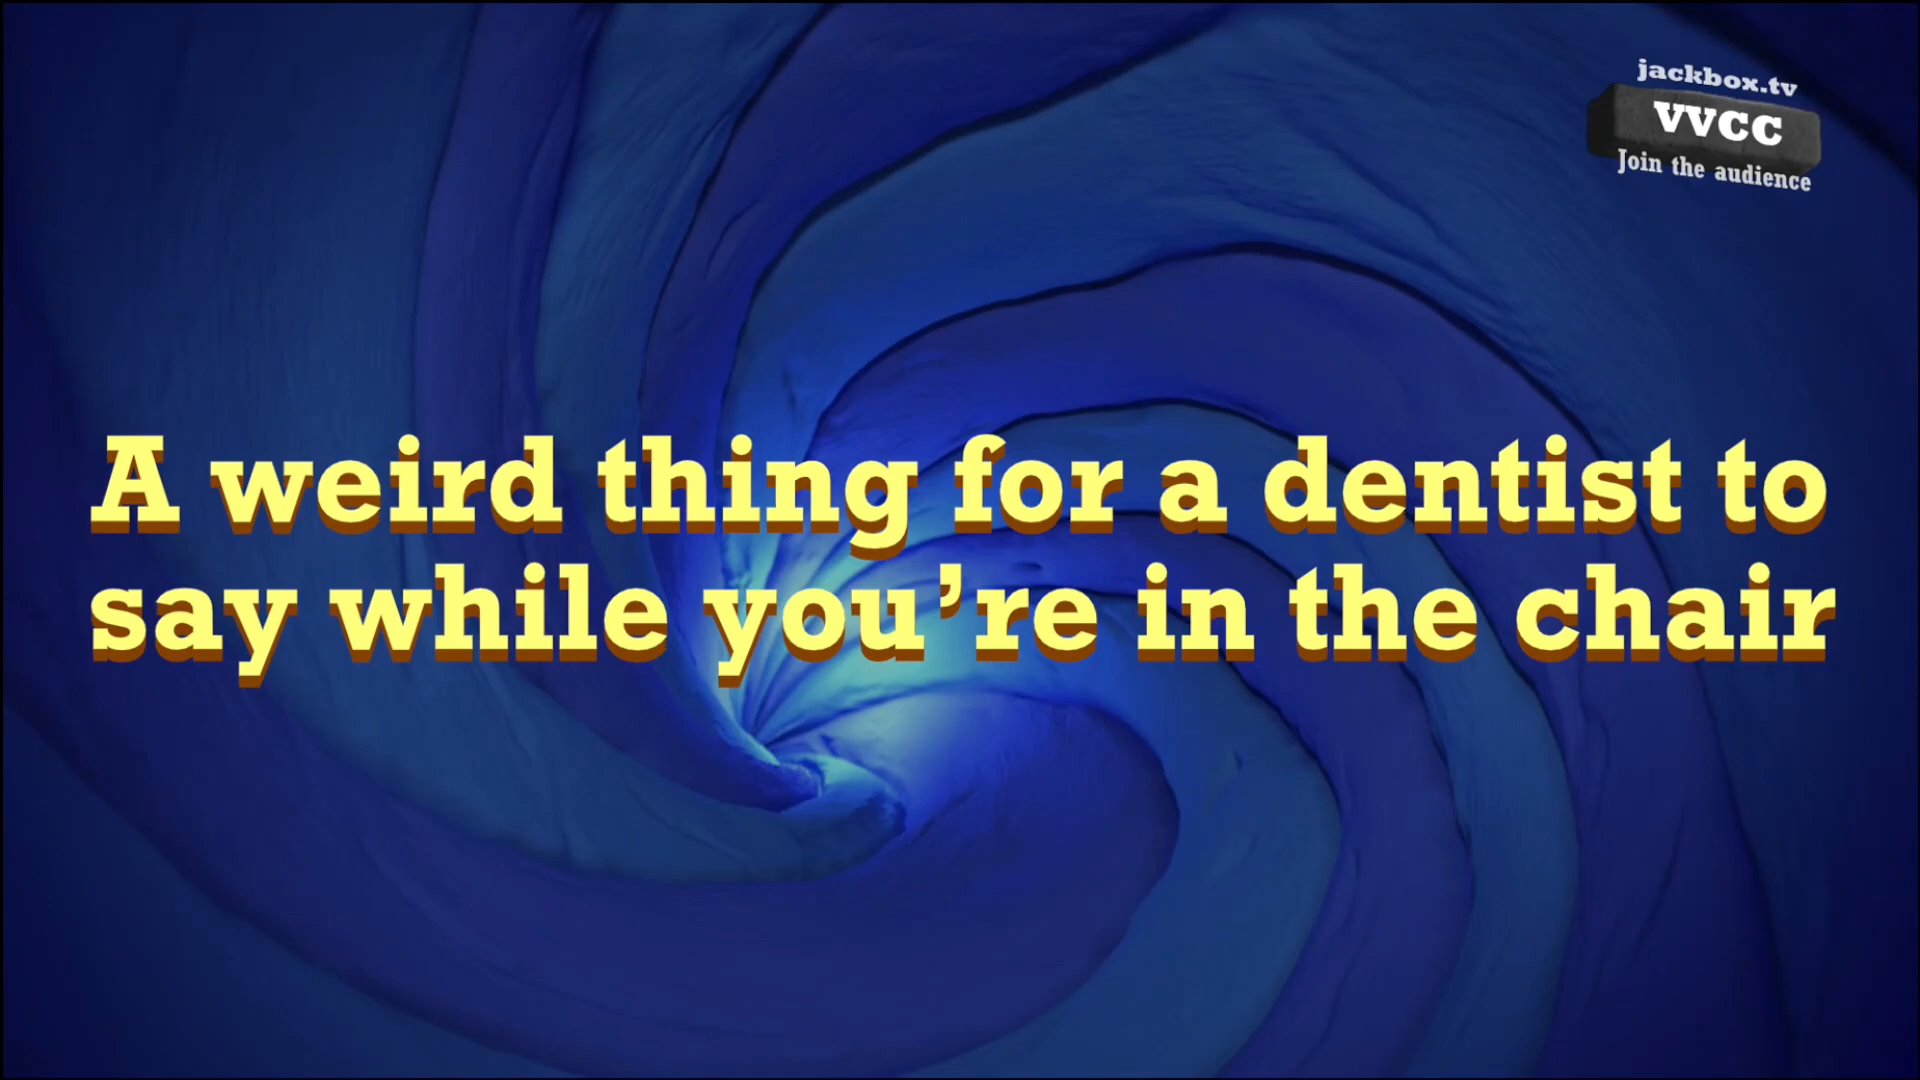 jackbox.tv
VVCC
Join the audience
A weird thing for a dentist to
say while you’re in the chair